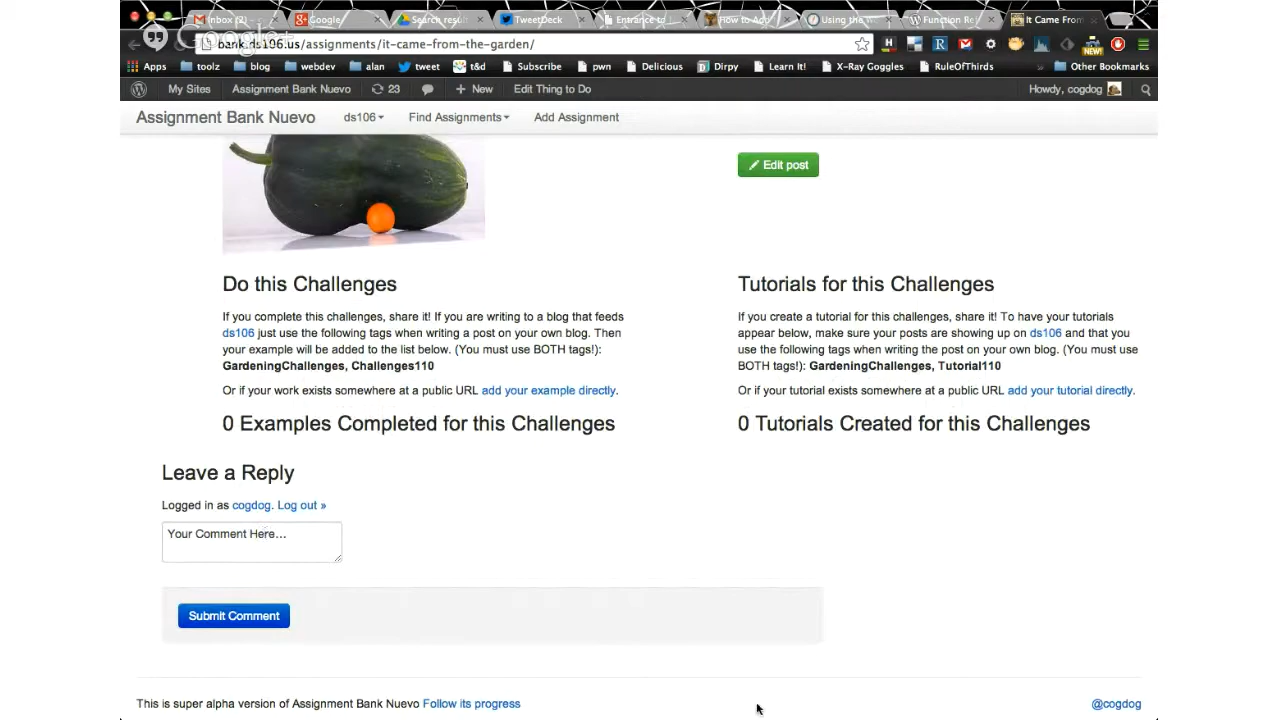 Inbox (2)
Google
Search resul
TweetDeck
Entrance to
How to Add
Using the
Function Re
It Came From
Google+
bank.ds106.us/assignments/it-came-from-the-garden/
Apps toolz blog webdev alan tweet t&d Subscribe pwn Delicious Dirpy Learn It! X-Ray Goggles RuleOfThirds Other Bookmarks
My Sites Assignment Bank Nuevo 23 New Edit Thing to Do Howdy, cogdog
Assignment Bank Nuevo ds106 Find Assignments Add Assignment
Edit post
Do this Challenges
If you complete this challenges, share it! If you are writing to a blog that feeds
ds106 just use the following tags when writing a post on your own blog. Then
your example will be added to the list below. (You must use BOTH tags!):
GardeningChallenges, Challenges110
Or if your work exists somewhere at a public URL add your example directly.
0 Examples Completed for this Challenges
Tutorials for this Challenges
If you create a tutorial for this challenges, share it! To have your tutorials
appear below, make sure your posts are showing up on ds106 and that you
use the following tags when writing the post on your own blog. (You must use
BOTH tags!): GardeningChallenges, Tutorial110
Or if your tutorial exists somewhere at a public URL add your tutorial directly.
0 Tutorials Created for this Challenges
Leave a Reply
Logged in as cogdog. Log out »
Your Comment Here...
Submit Comment
This is super alpha version of Assignment Bank Nuevo Follow its progress
@cogdog